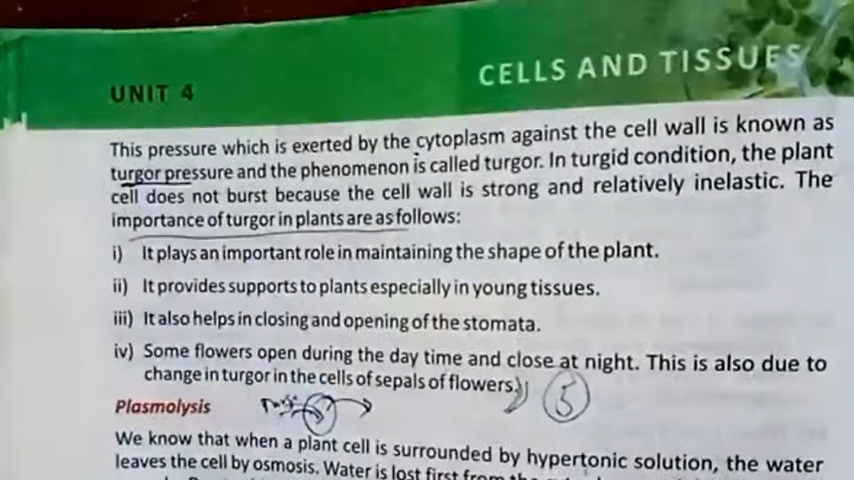 UNIT 4
CELLS AND TISSUES
This pressure which is exerted by the cytoplasm against the cell wall is known as
turgor pressure and the phenomenon is called turgor. In turgid condition, the plant
cell does not burst because the cell wall is strong and relatively inelastic. The
importance of turgor in plants are as follows:
i) It plays an important role in maintaining the shape of the plant.
ii) It provides supports to plants especially in young tissues.
iii) It also helps in closing and opening of the stomata.
iv) Some flowers open during the day time and close at night. This is also due to
change in turgor in the cells of sepals of flowers.
5
Plasmolysis
We know that when a plant cell is surrounded by hypertonic solution, the water
leaves the cell by osmosis. Water is lost first from the